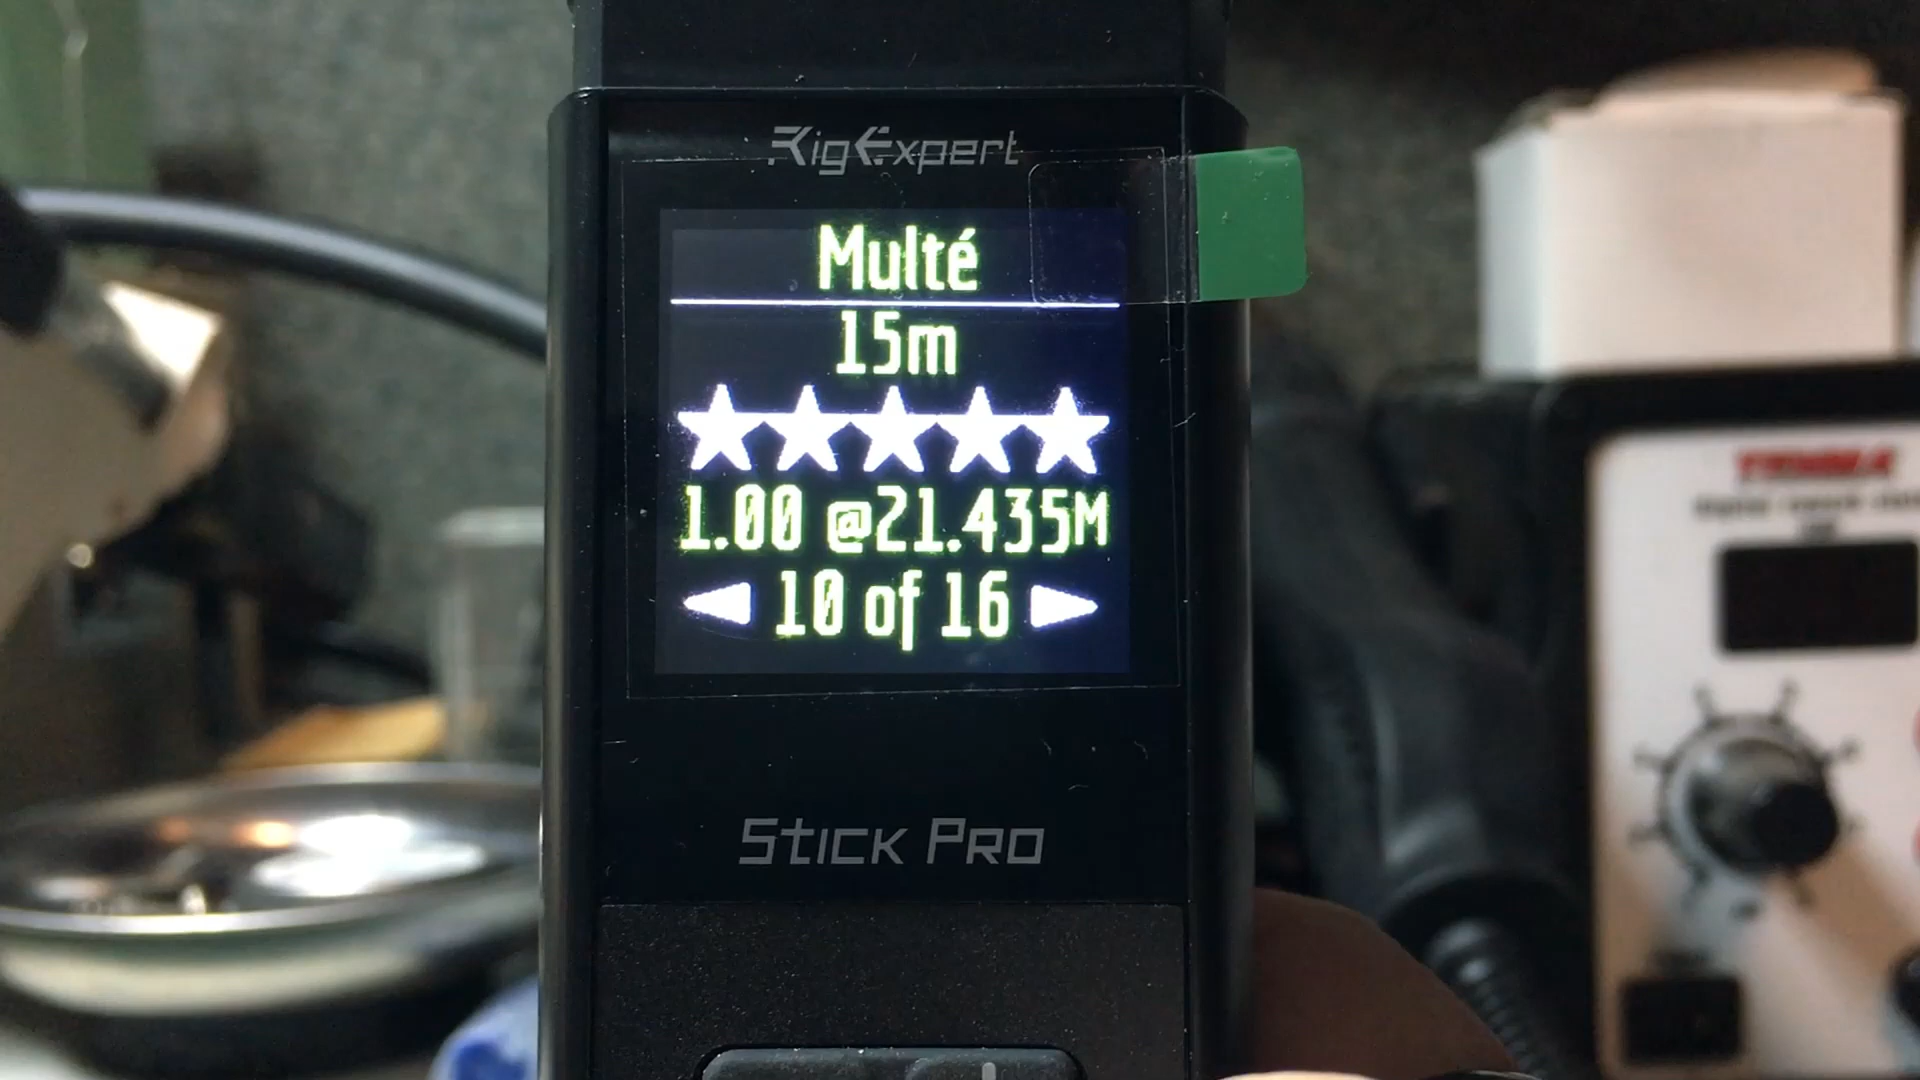 RigExpert
Multé
15m
1.00 @21.435M
10 of 16
Stick Pro